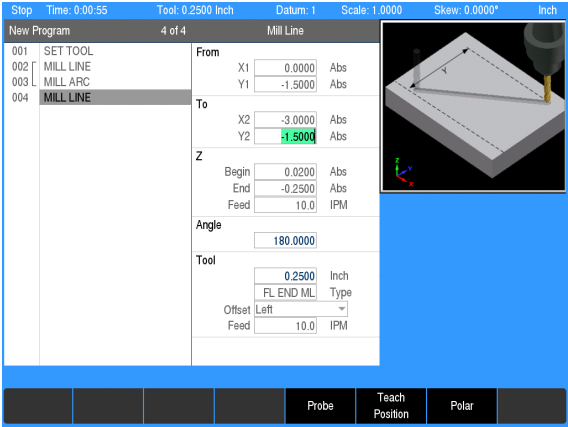 Stop Time: 0:00:55 Tool: 0.2500 Inch Datum: 1 Scale: 1.0000 Skew: 0.0000° Inch
New Program 4 of 4 Mill Line
001 SET TOOL
002 MILL LINE
003 MILL ARC
004 MILL LINE
From
X1 0.0000 Abs
Y1 -1.5000 Abs
To
X2 -3.0000 Abs
Y2 -1.5000 Abs
Z
Begin 0.0200 Abs
End -0.2500 Abs
Feed 10.0 IPM
Angle
180.0000
Tool
0.2500 Inch
FL END ML Type
Offset Left
Feed 10.0 IPM
Y
Z
Y
X
Probe
Teach Position
Polar